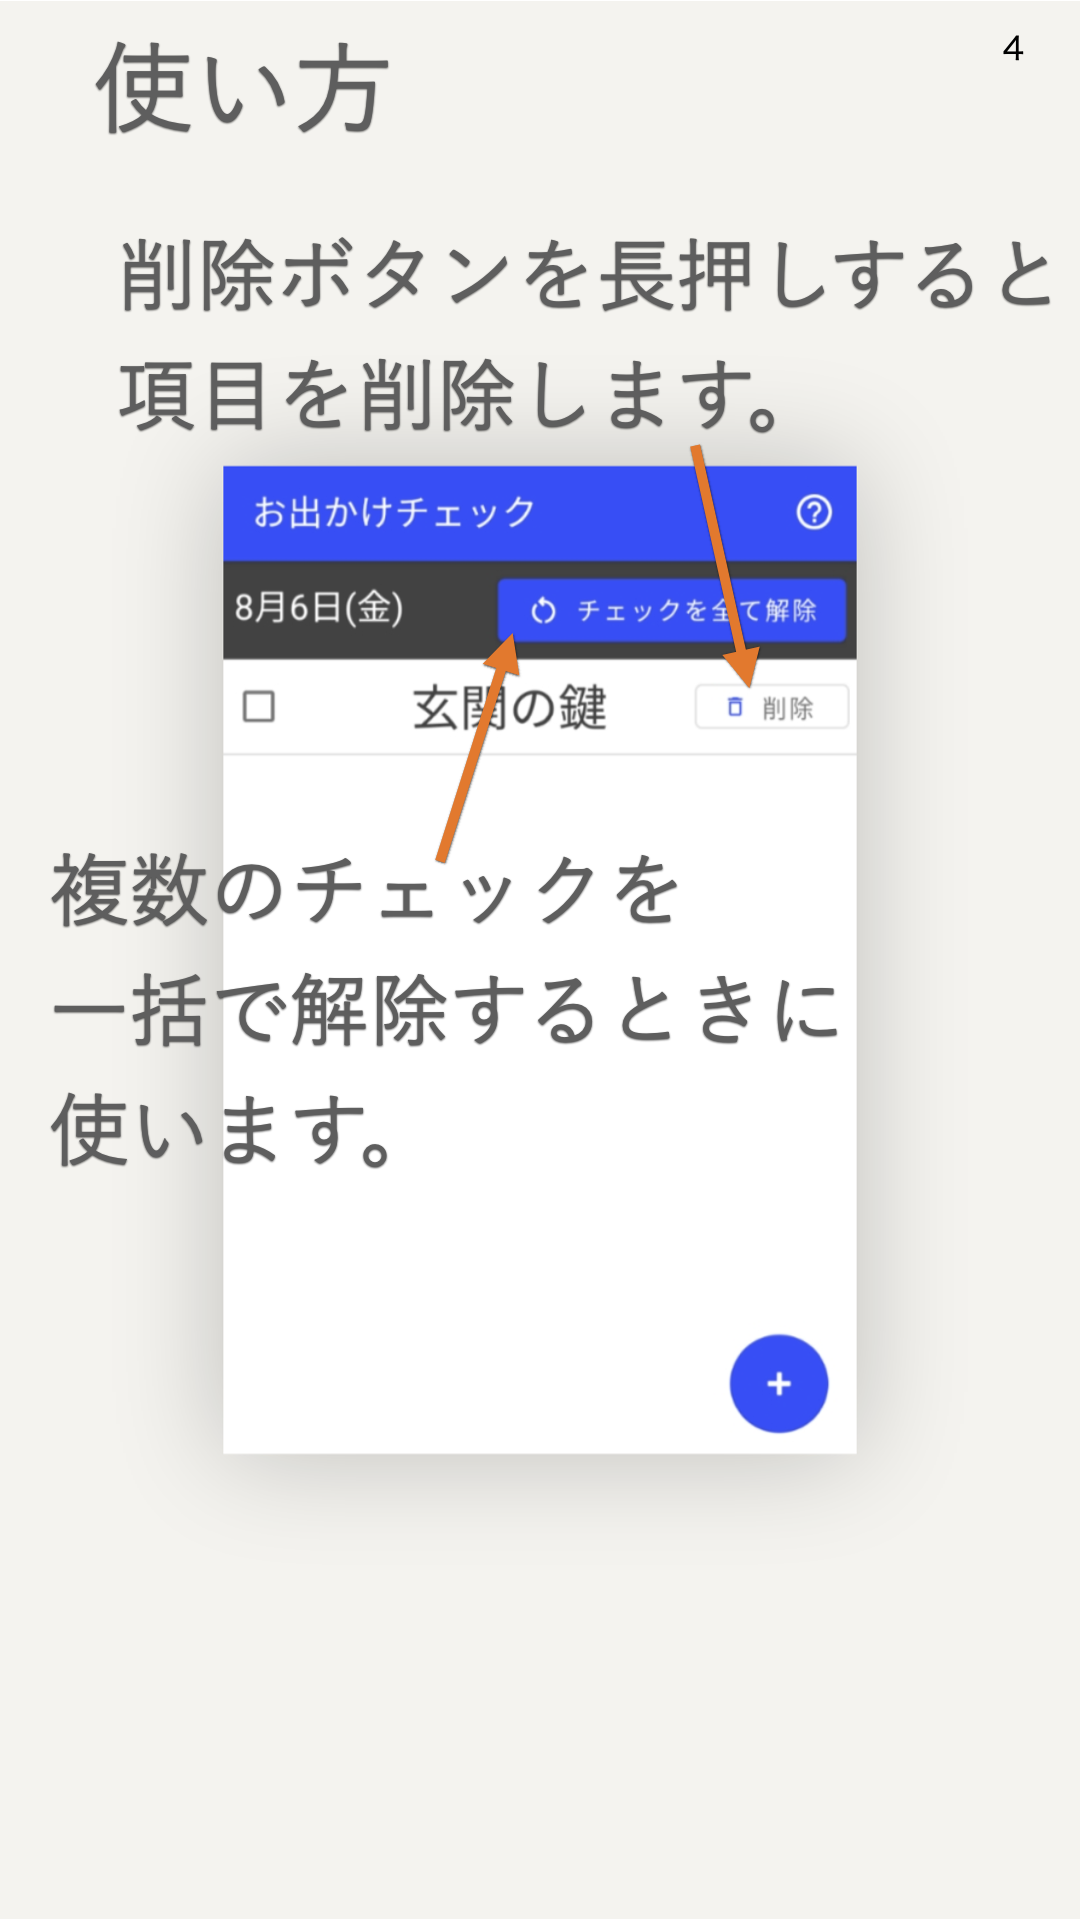 4
使い方
削除ボタンを長押しすると
項目を削除します。
お出かけチェック
8月6日(金)
チェックを全て解除
玄関の鍵
削除
複数のチェックを
一括で解除するときに
使います。